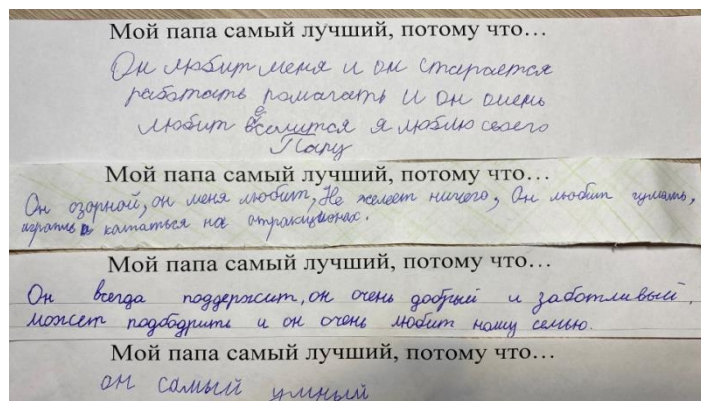 Мой папа самый лучший, потому что…
Он любит меня и он старается
работать помагать и он очень
любит веселится я люблю своего
Папу
Мой папа самый лучший, потому что…
Он озорной, он меня любит, Не жалеет ничего, Он любит гулять,
играть и кататься на атракционах.
Мой папа самый лучший, потому что…
Он всегда поддержит, он очень добрый и заботливый,
может подбодрить и он очень любит нашу семью.
Мой папа самый лучший, потому что…
он самый умный